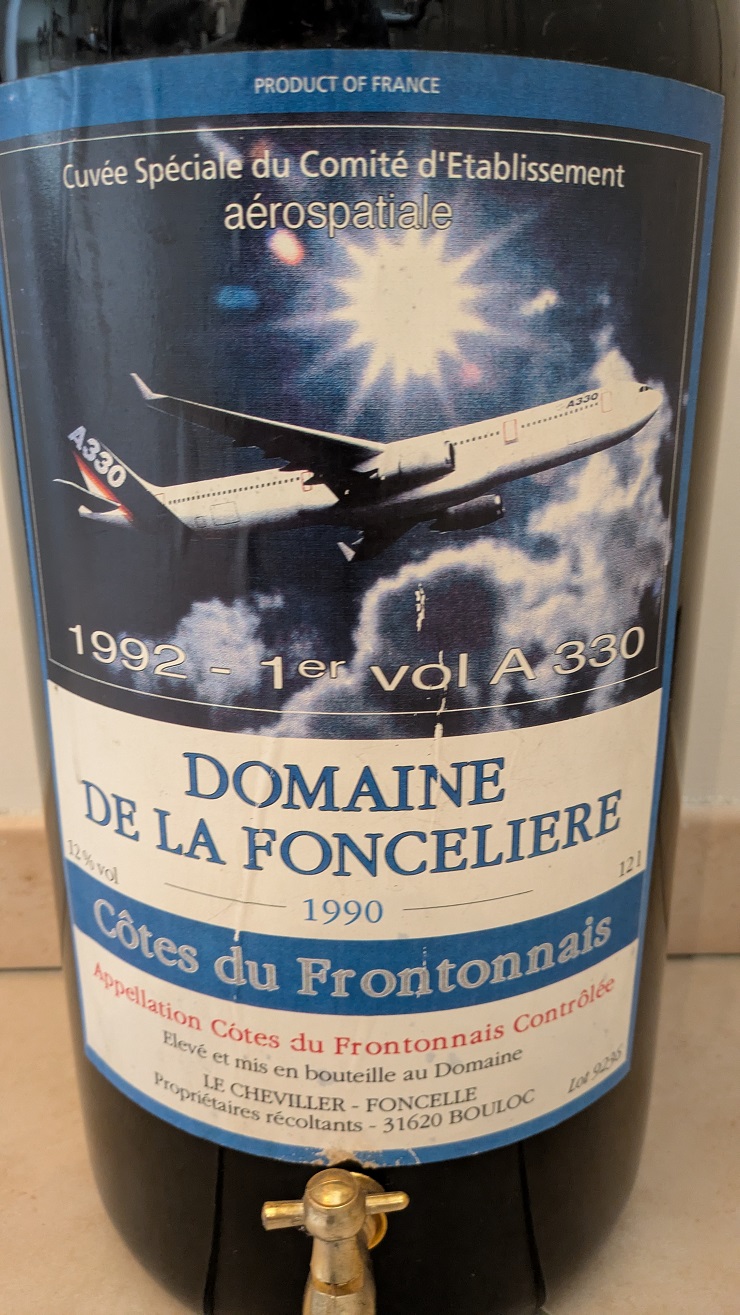 PRODUCT OF FRANCE
Cuvée Spéciale du Comité d'Etablissement
aérospatiale
A330
A330
1992 - 1er vol A 330
DOMAINE
DE LA FONCELIERE
12% vol
12 l
1990
Côtes du Frontonnais
Appellation Côtes du Frontonnais Contrôlée
Elevé et mis en bouteille au Domaine
LE CHEVILLER - FONCELLE
Propriétaires récoltants - 31620 BOULOC
Lot 9236